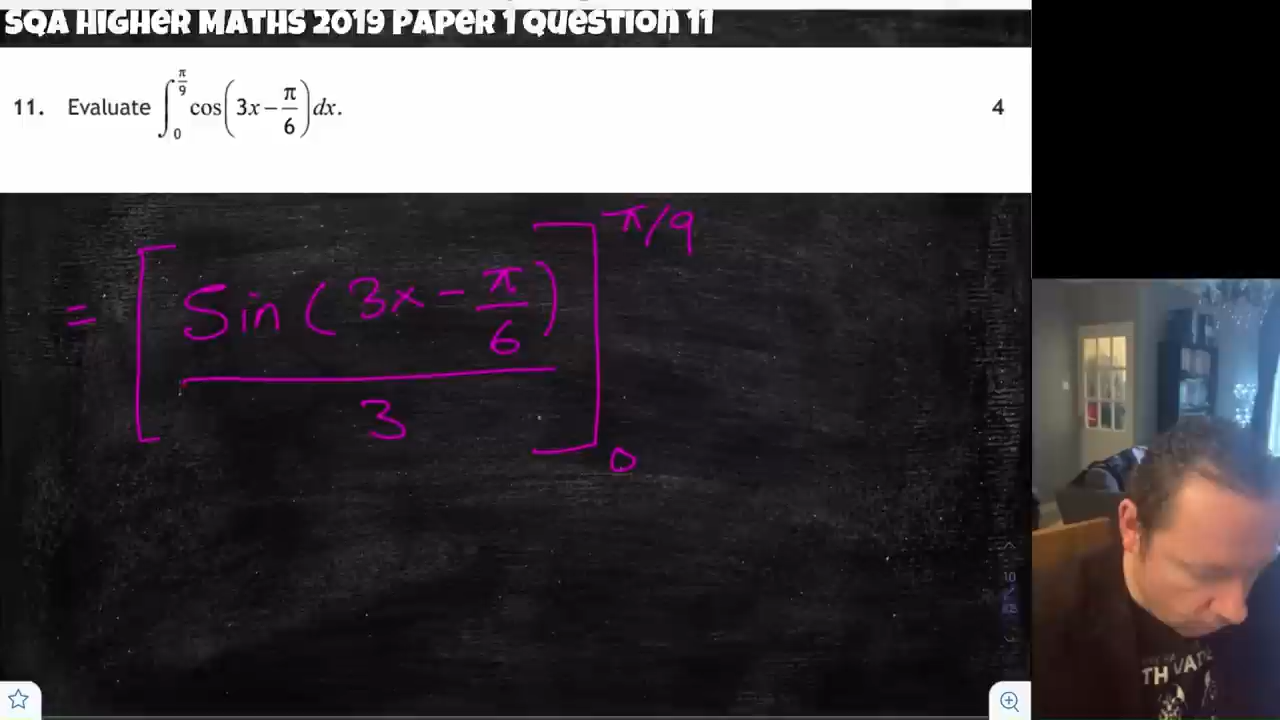 SQA Higher Maths 2019 Paper 1 Question 11
11. Evaluate ∫₀^(π/9) cos(3x − π/6) dx. 4
= [ Sin(3x − π/6) / 3 ]₀^(π/9)
10
TH VAD